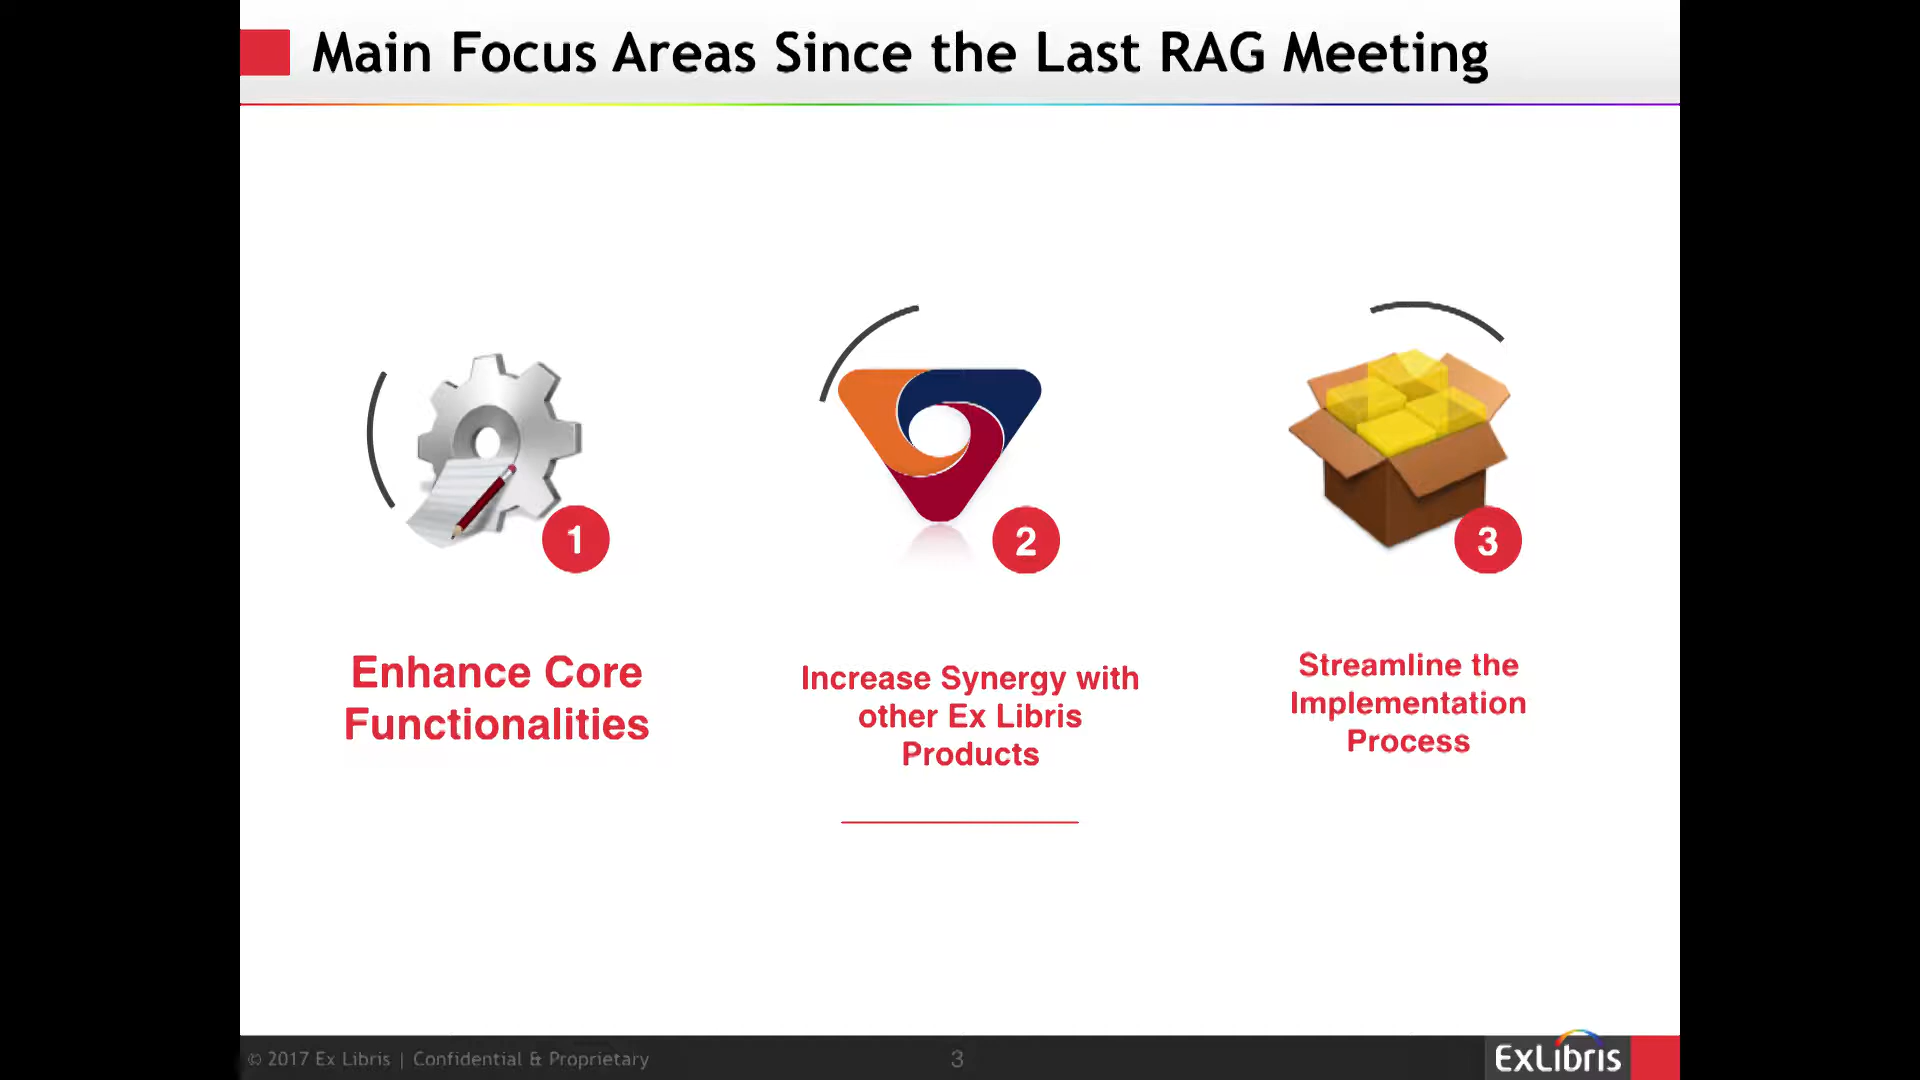 Main Focus Areas Since the Last RAG Meeting
1
2
3
Enhance Core
Functionalities
Increase Synergy with
other Ex Libris
Products
Streamline the
Implementation
Process
© 2017 Ex Libris | Confidential & Proprietary
3
ExLibris